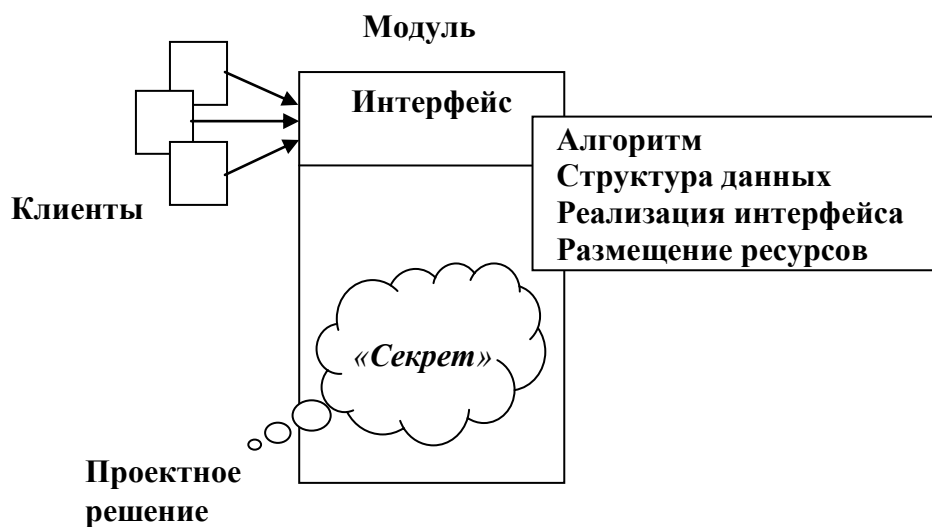 Модуль
Интерфейс
Алгоритм
Структура данных
Реализация интерфейса
Размещение ресурсов
Клиенты
«Секрет»
Проектное
решение